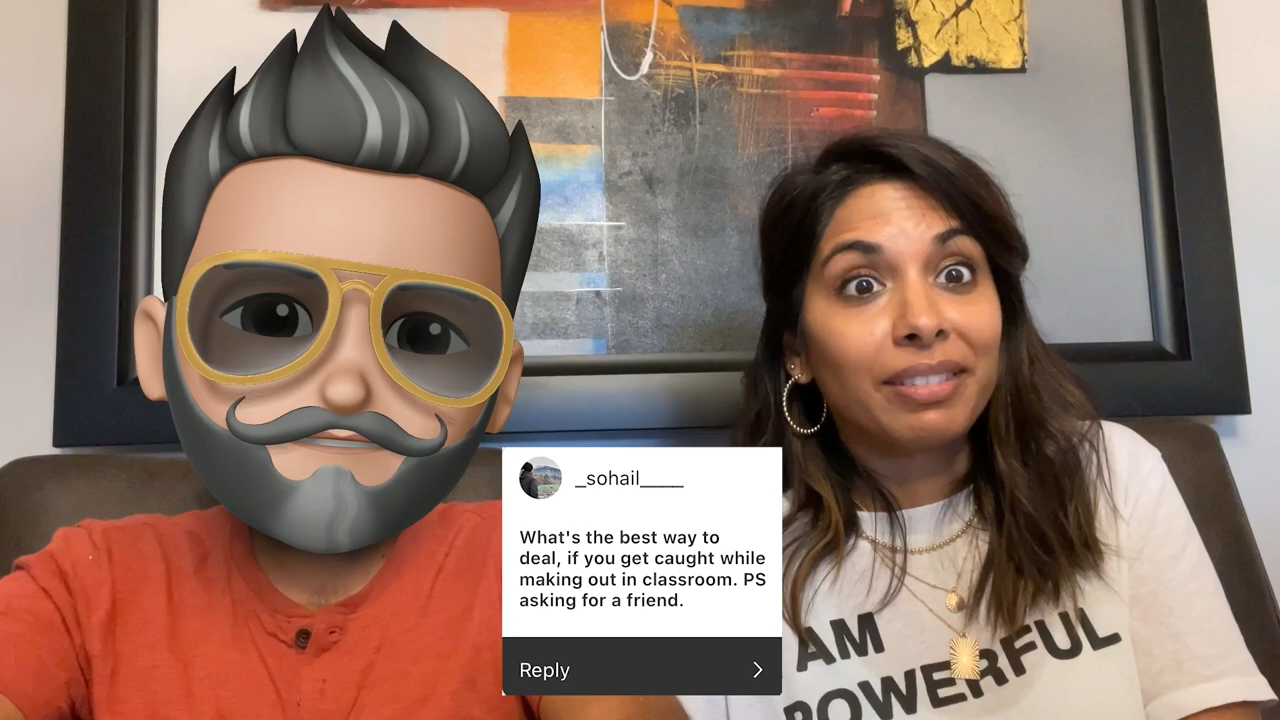 _sohail____
What's the best way to
deal, if you get caught while
making out in classroom. PS
asking for a friend.
Reply
AM
POWERFUL